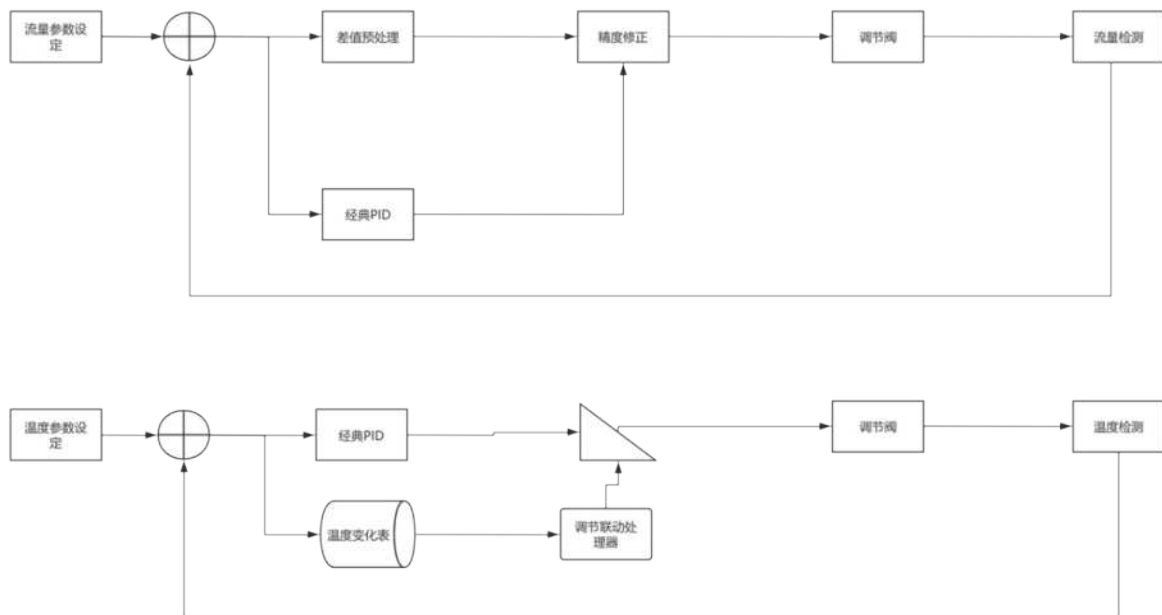 流量参数设
定
差值预处理
精度修正
调节阀
流量检测
经典PID
温度参数设
定
经典PID
调节阀
温度检测
温度变化表
调节联动处
理器